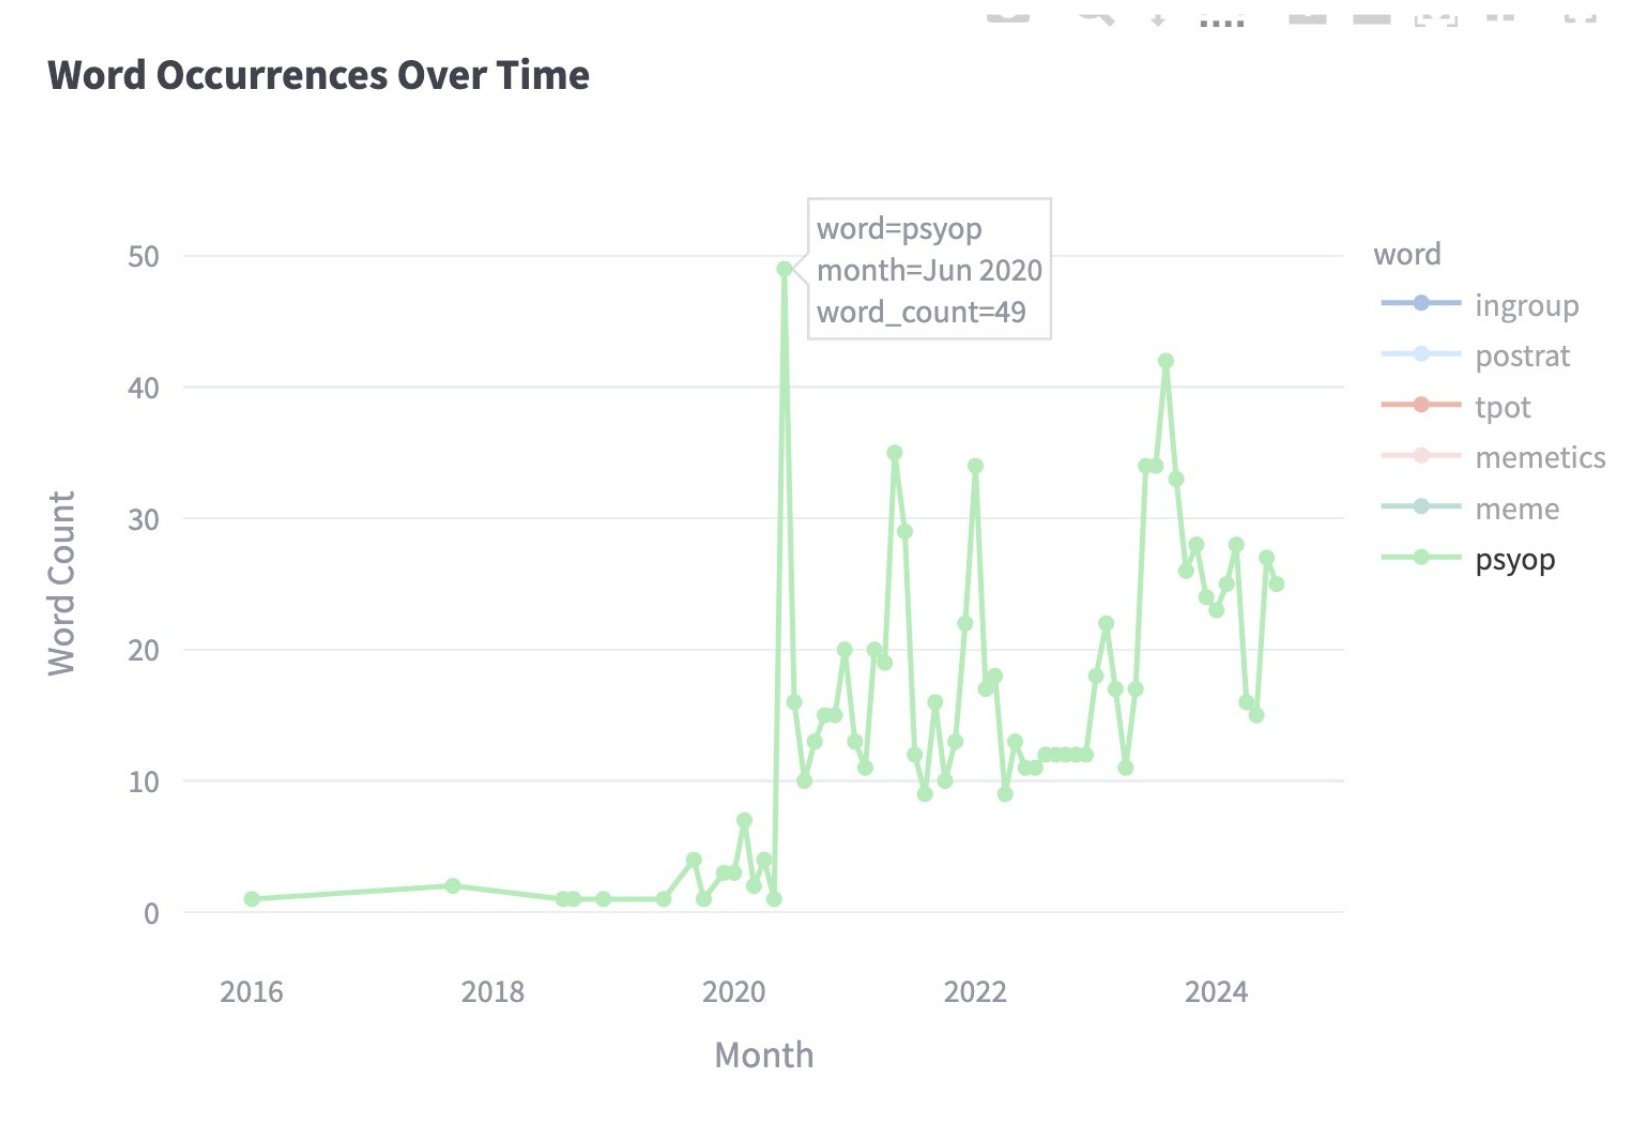 Word Occurrences Over Time
word=psyop
month=Jun 2020
word_count=49
50
40
30
20
10
0
Word Count
2016
2018
2020
2022
2024
Month
word
ingroup
postrat
tpot
memetics
meme
psyop